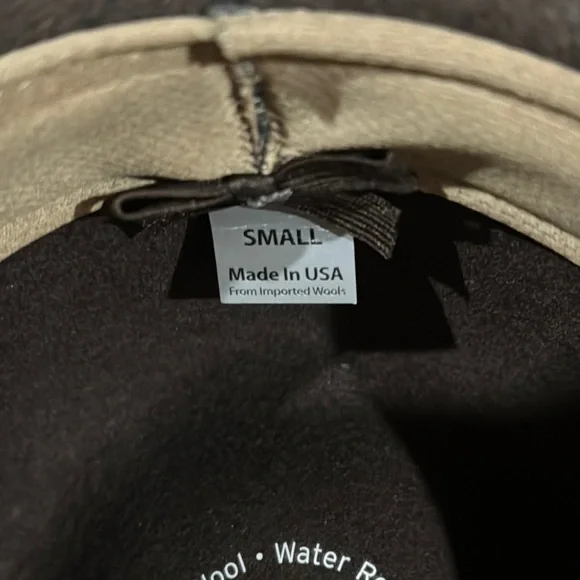 SMALL
Made In USA
From Imported Wools
• Water